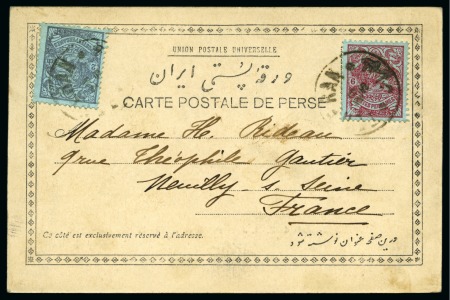 UNION POSTALE UNIVERSELLE
ورقه پستی ایران
CARTE POSTALE DE PERSE
Madame H. Rideau
9 rue Théophile Gautier
Neuilly s. Seine
France
Ce côté est exclusivement réservé à l'adresse.